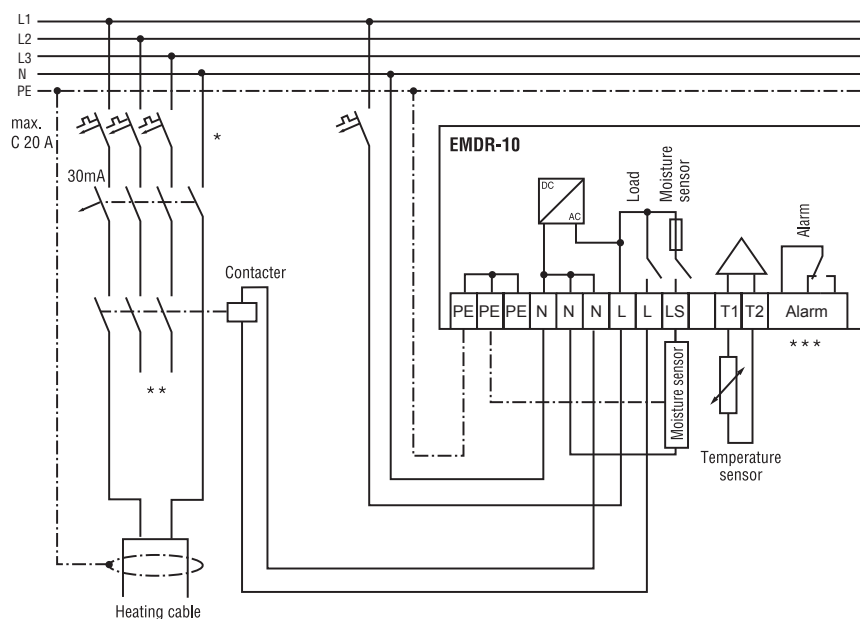 L1
L2
L3
N
PE
max.
C 20 A
*
30mA
EMDR-10
DC
AC
Load
Moisture
sensor
Alarm
Contacter
PE PE PE N N N L L LS T1 T2 Alarm
* * *
* *
Moisture sensor
Temperature
sensor
Heating cable